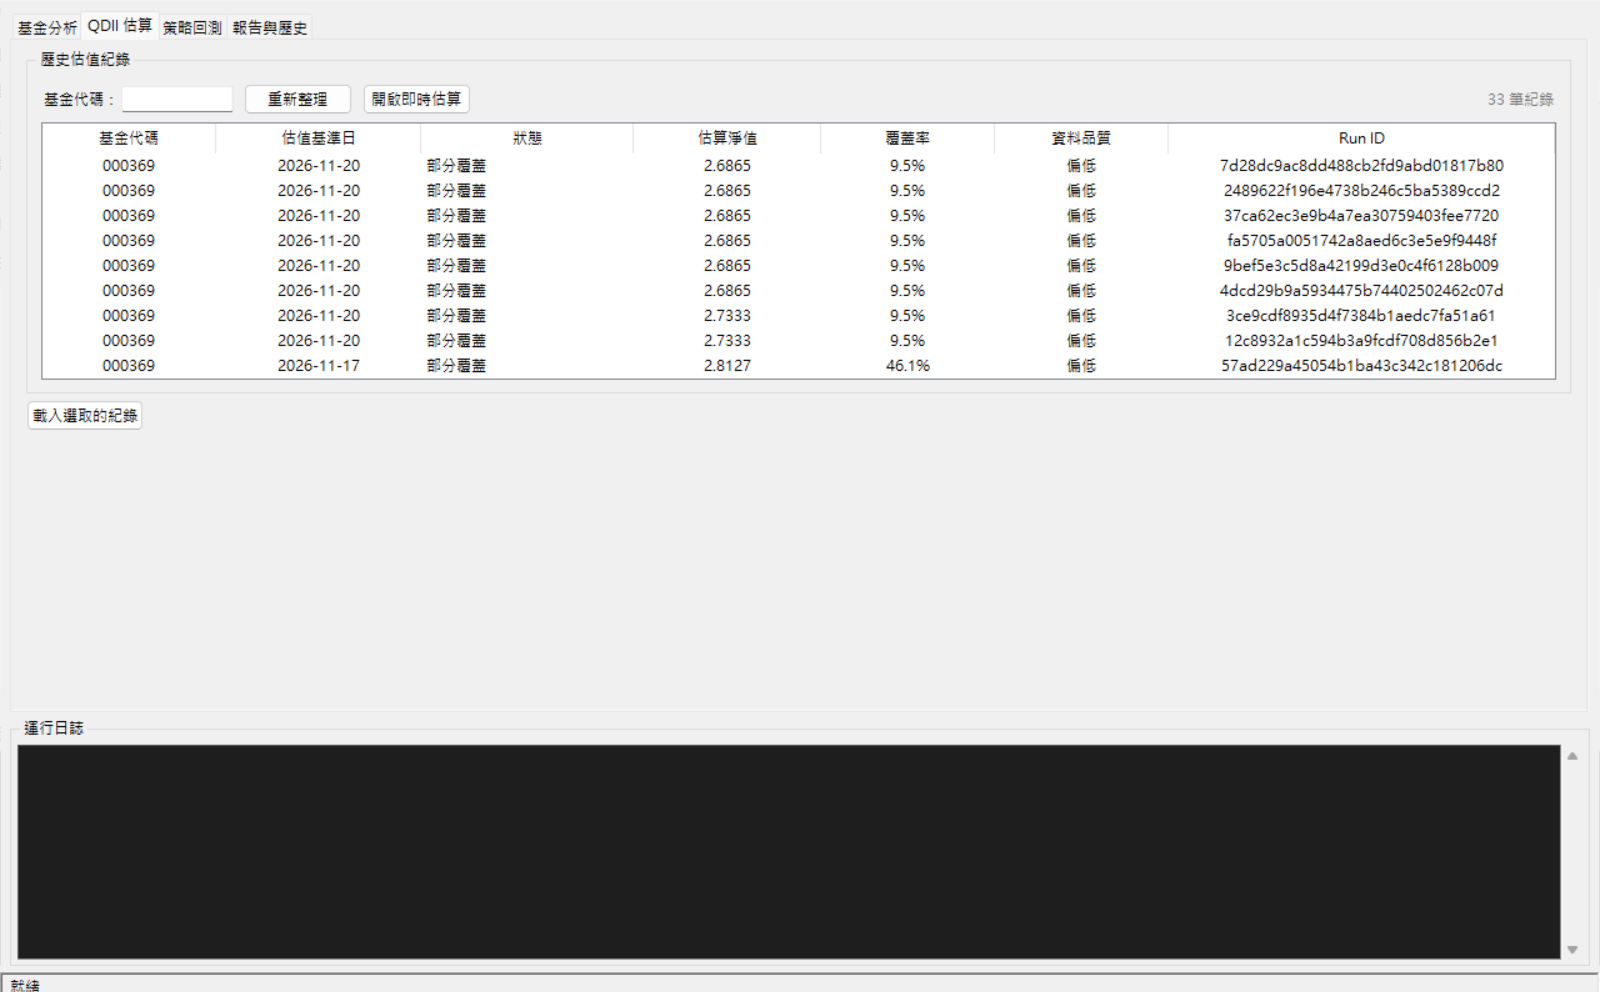 基金分析 QDII 估算 策略回測 報告與歷史
歷史估值紀錄
基金代碼： 重新整理 開啟即時估算 33 筆紀錄
基金代碼 估值基準日 狀態 估算淨值 覆蓋率 資料品質 Run ID
000369 2026-11-20 部分覆蓋 2.6865 9.5% 偏低 7d28dc9ac8dd488cb2fd9abd01817b80
000369 2026-11-20 部分覆蓋 2.6865 9.5% 偏低 2489622f196e4738b246c5ba5389ccd2
000369 2026-11-20 部分覆蓋 2.6865 9.5% 偏低 37ca62ec3e9b4a7ea30759403fee7720
000369 2026-11-20 部分覆蓋 2.6865 9.5% 偏低 fa5705a0051742a8aed6c3e5e9f9448f
000369 2026-11-20 部分覆蓋 2.6865 9.5% 偏低 9bef5e3c5d8a42199d3e0c4f6128b009
000369 2026-11-20 部分覆蓋 2.6865 9.5% 偏低 4dcd29b9a5934475b74402502462c07d
000369 2026-11-20 部分覆蓋 2.7333 9.5% 偏低 3ce9cdf8935d4f7384b1aedc7fa51a61
000369 2026-11-20 部分覆蓋 2.7333 9.5% 偏低 12c8932a1c594b3a9fcdf708d856b2e1
000369 2026-11-17 部分覆蓋 2.8127 46.1% 偏低 57ad229a45054b1ba43c342c181206dc
載入選取的紀錄
運行日誌
就緒